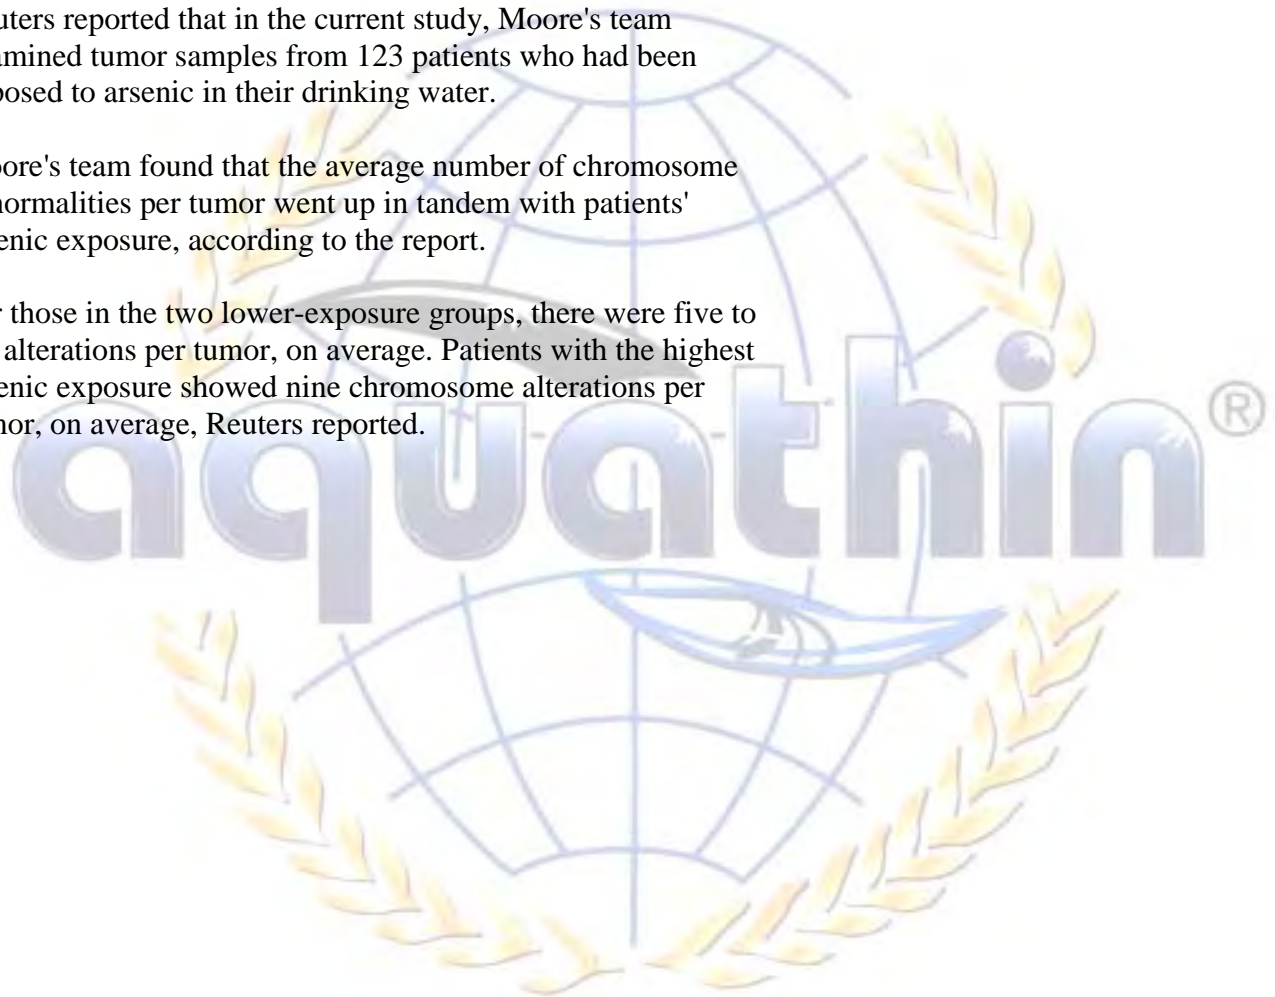 uters reported that in the current study, Moore's team
amined tumor samples from 123 patients who had been
posed to arsenic in their drinking water.
oore's team found that the average number of chromosome
normalities per tumor went up in tandem with patients'
enic exposure, according to the report.
r those in the two lower-exposure groups, there were five to
alterations per tumor, on average. Patients with the highest
enic exposure showed nine chromosome alterations per
mor, on average, Reuters reported.
aquathin®